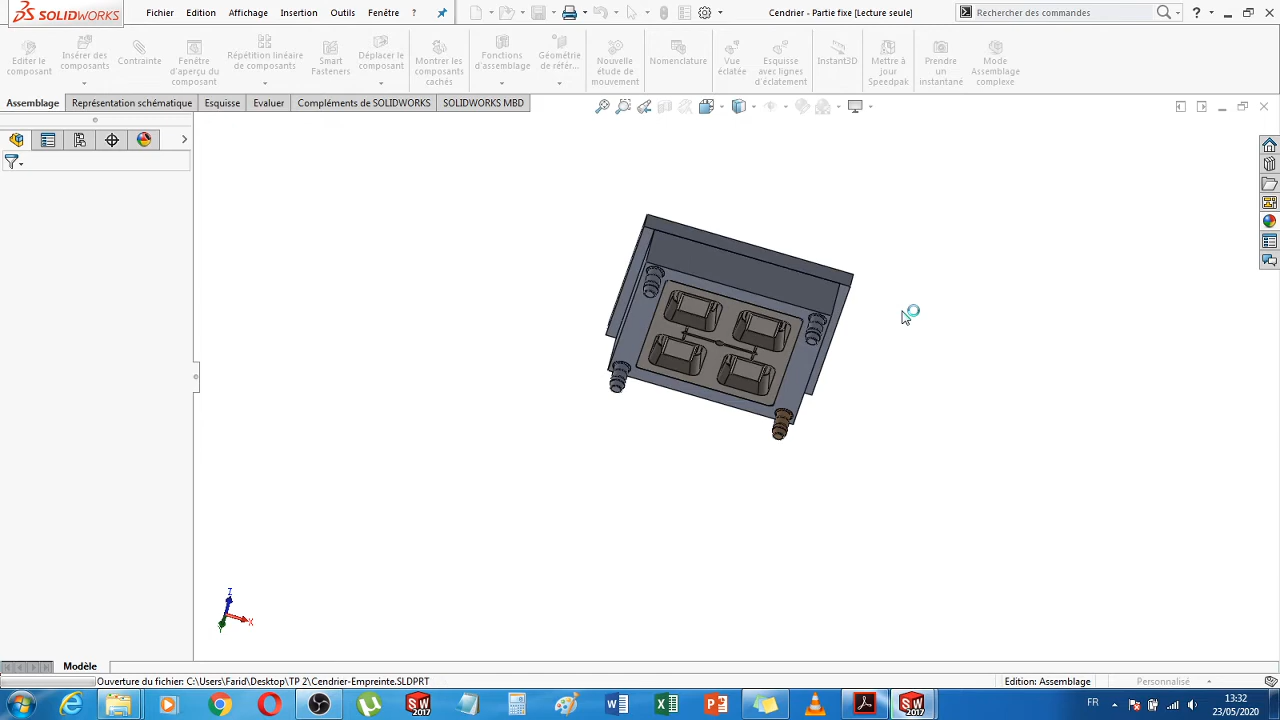 SOLIDWORKS
Fichier Edition Affichage Insertion Outils Fenêtre ?
Cendrier - Partie fixe [Lecture seule]
Rechercher des commandes
?
Editer le composant
Insérer des composants
Contrainte
Fenêtre d'aperçu du composant
Répétition linéaire de composants
Smart Fasteners
Déplacer le composant
Montrer les composants cachés
Fonctions d'assemblage
Géométrie de référ...
Nouvelle étude de mouvement
Nomenclature
Vue éclatée
Esquisse avec lignes d'éclatement
Instant3D
Mettre à jour Speedpak
Prendre un instantané
Mode Assemblage complexe
Assemblage Représentation schématique Esquisse Evaluer Compléments de SOLIDWORKS SOLIDWORKS MBD
Z
X
Y
Modèle
Ouverture du fichier: C:\Users\Farid\Desktop\TP 2\Cendrier-Empreinte.SLDPRT
Edition: Assemblage
Personnalisé
SW 2017
SW 2017
FR
13:32
23/05/2020